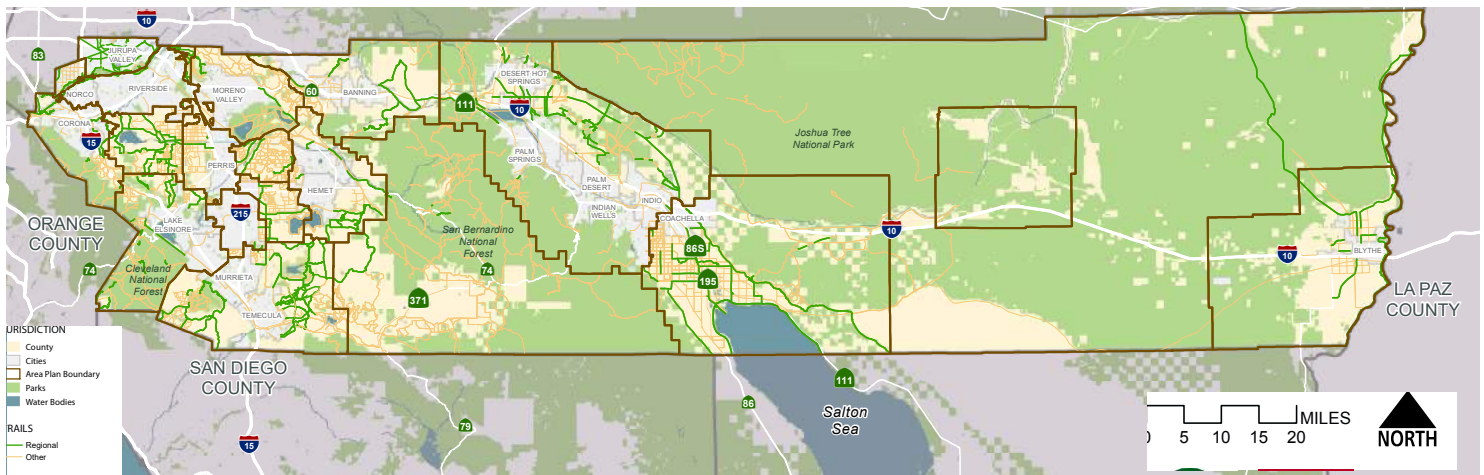 10
83
JURUPA
VALLEY
NORCO
RIVERSIDE
MORENO
VALLEY
60
BANNING
111
DESERT HOT
SPRINGS
10
CORONA
15
PERRIS
HEMET
PALM
SPRINGS
PALM
DESERT
INDIAN
WELLS
INDIO
COACHELLA
Joshua Tree
National Park
10
10
BLYTHE
ORANGE
COUNTY
LAKE
ELSINORE
215
San Bernardino
National
Forest
74
86S
195
74
Cleveland
National
Forest
MURRIETA
TEMECULA
371
LA PAZ
COUNTY
SAN DIEGO
COUNTY
15
79
86
111
Salton
Sea
URISDICTION
County
Cities
Area Plan Boundary
Parks
Water Bodies
RAILS
Regional
Other
MILES
5 10 15 20
NORTH